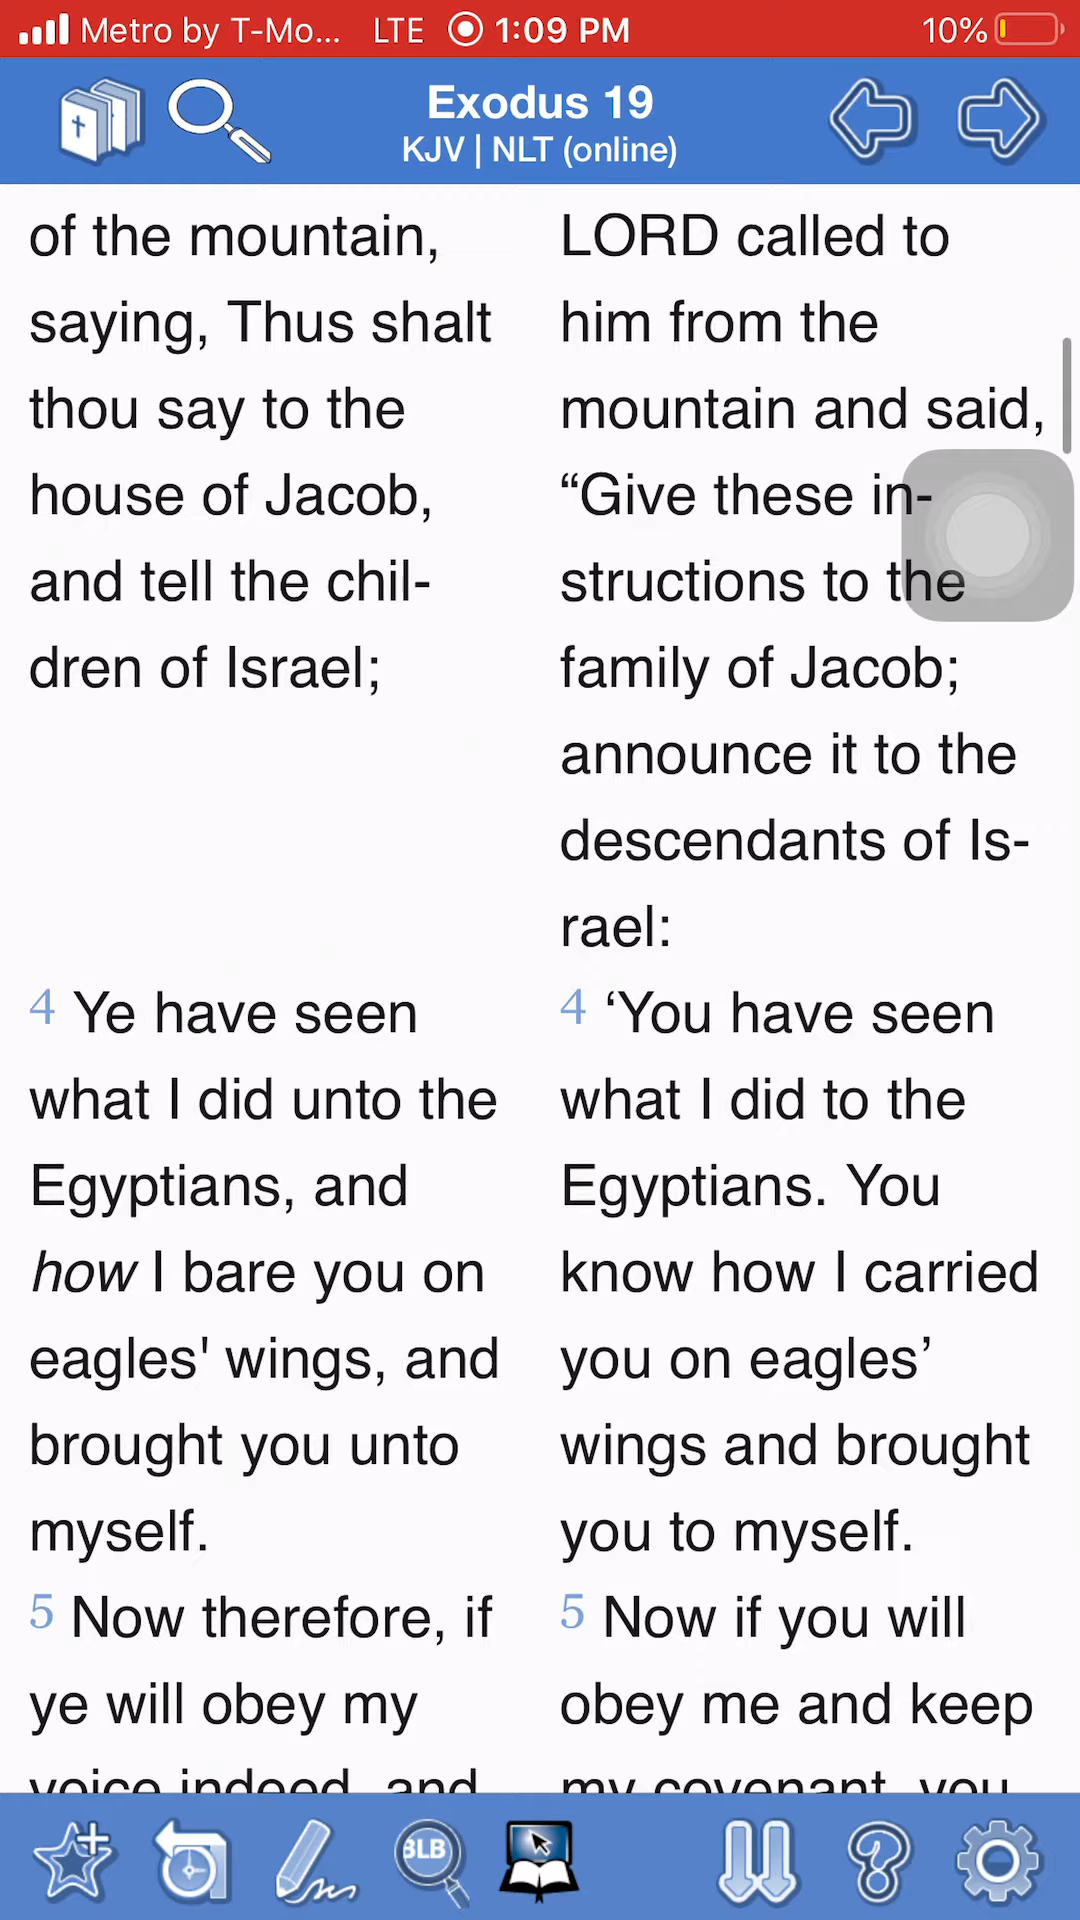 Metro by T-Mo... LTE 1:09 PM 10%
Exodus 19
KJV | NLT (online)
of the mountain,
saying, Thus shalt
thou say to the
house of Jacob,
and tell the chil-
dren of Israel;
4 Ye have seen
what I did unto the
Egyptians, and
how I bare you on
eagles' wings, and
brought you unto
myself.
5 Now therefore, if
ye will obey my
voice indeed, and
LORD called to
him from the
mountain and said,
“Give these in-
structions to the
family of Jacob;
announce it to the
descendants of Is-
rael:
4 ‘You have seen
what I did to the
Egyptians. You
know how I carried
you on eagles’
wings and brought
you to myself.
5 Now if you will
obey me and keep
my covenant, you
BLB